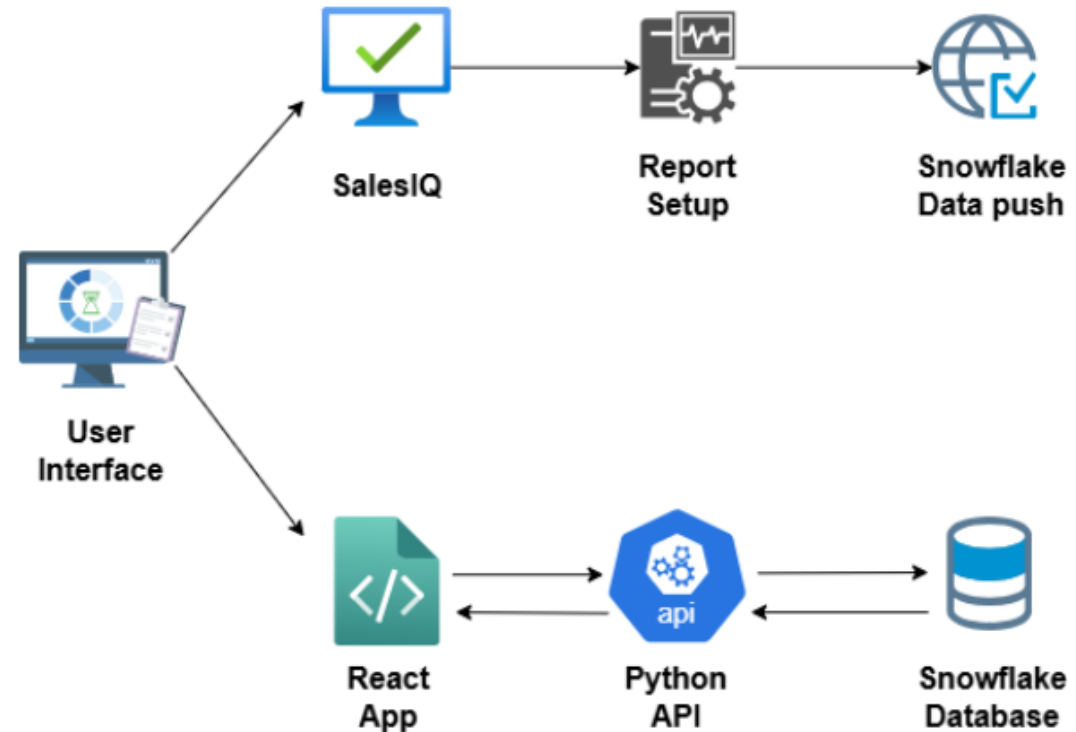 SalesIQ
Report
Setup
Snowflake
Data push
User
Interface
</>
api
React
App
Python
API
Snowflake
Database